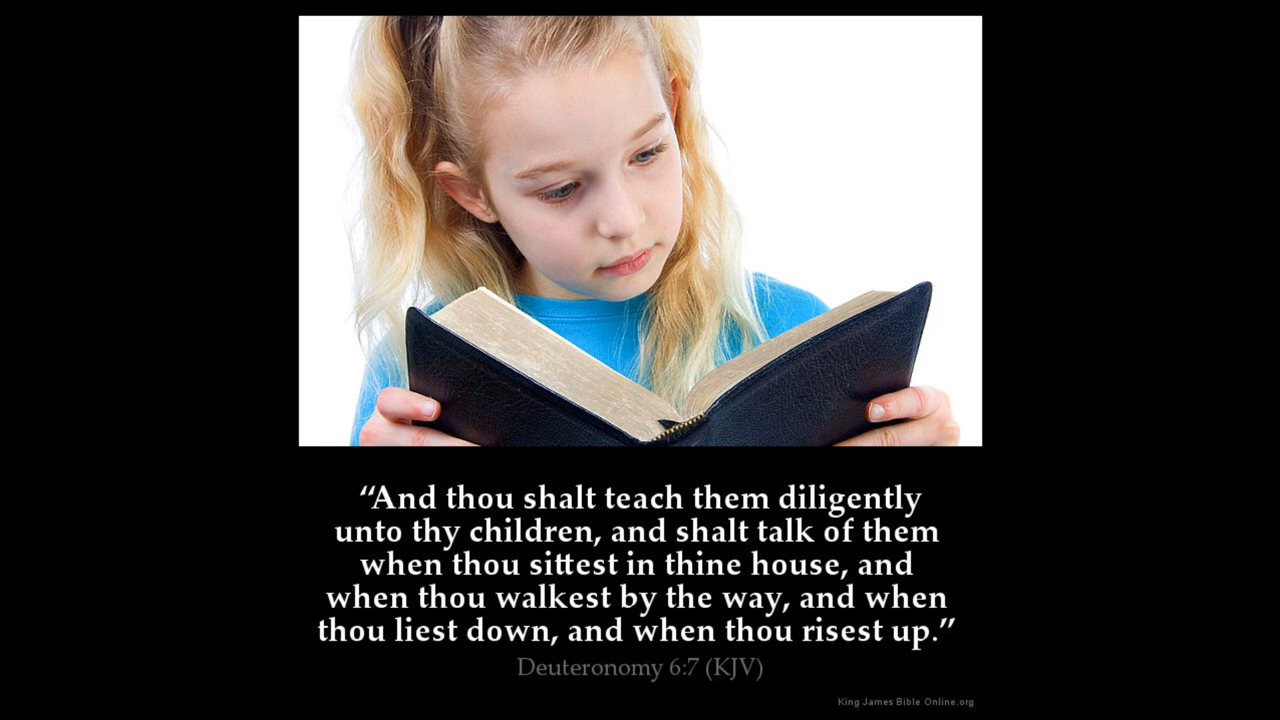 “And thou shalt teach them diligently
unto thy children, and shalt talk of them
when thou sittest in thine house, and
when thou walkest by the way, and when
thou liest down, and when thou risest up.”
Deuteronomy 6:7 (KJV)
King James Bible Online.org